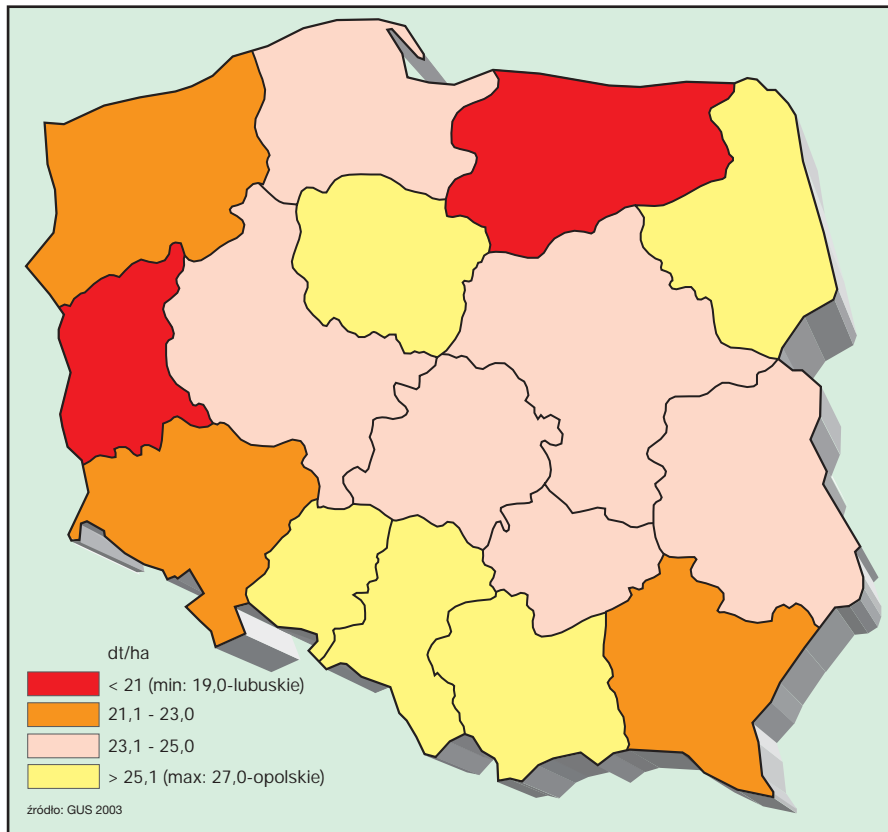 dt/ha
< 21 (min: 19,0-lubuskie)
21,1 - 23,0
23,1 - 25,0
> 25,1 (max: 27,0-opolskie)
źródło: GUS 2003